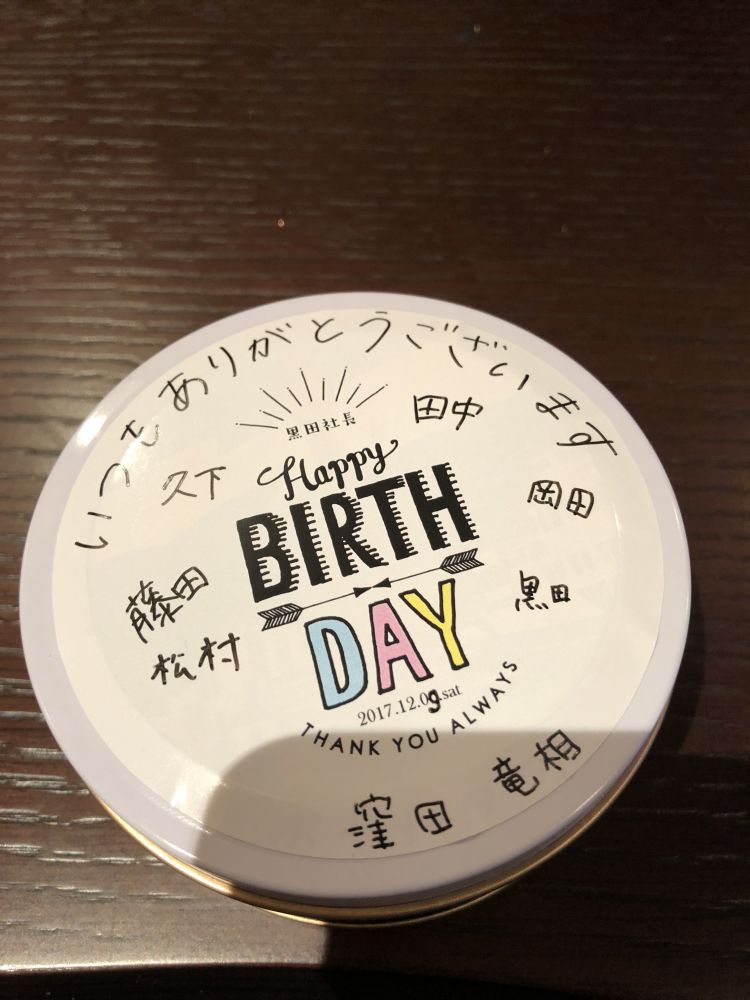 いつもありがとうございます
黒田社長
田中
久下
岡田
Happy
BIRTH
DAY
藤田
黒田
松村
2017.12.09.sat
THANK YOU ALWAYS
窪田 竜相